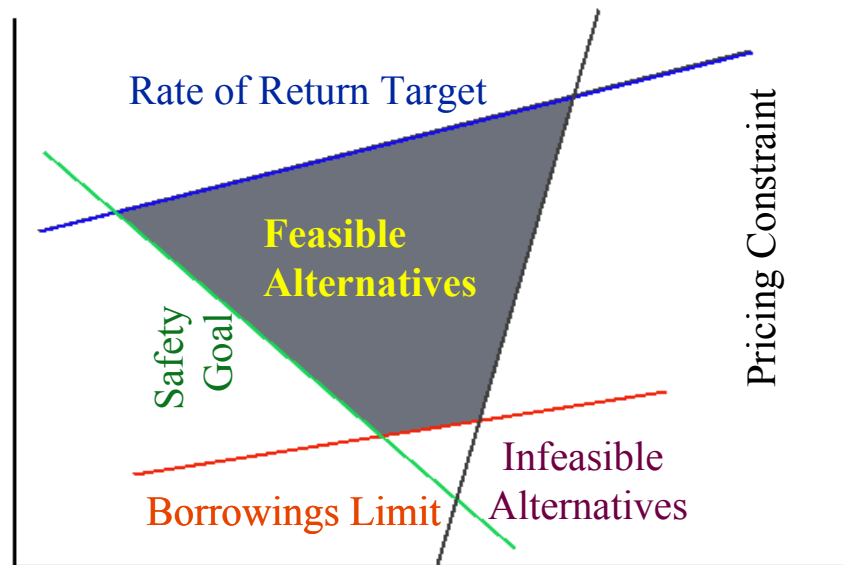 Rate of Return Target
Pricing Constraint
Feasible
Alternatives
Safety
Goal
Infeasible
Alternatives
Borrowings Limit